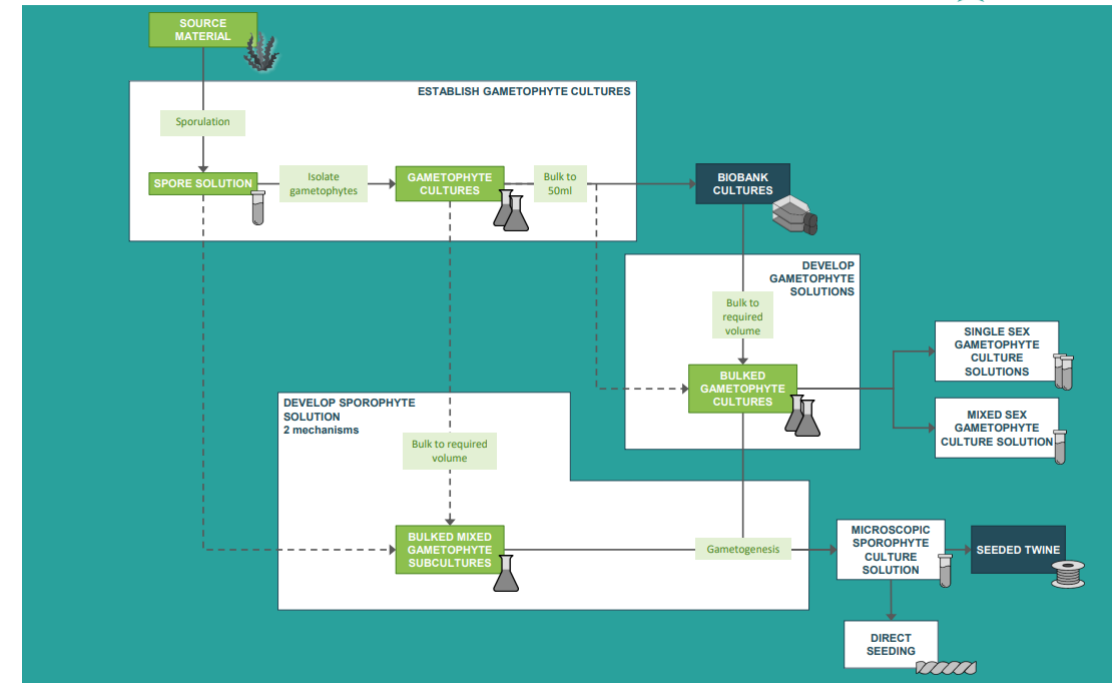 SOURCE
MATERIAL
ESTABLISH GAMETOPHYTE CULTURES
Sporulation
SPORE SOLUTION
Isolate
gametophytes
GAMETOPHYTE
CULTURES
Bulk to
50ml
BIOBANK
CULTURES
DEVELOP
GAMETOPHYTE
SOLUTIONS
Bulk to
required
volume
BULKED
GAMETOPHYTE
CULTURES
SINGLE SEX
GAMETOPHYTE
CULTURE
SOLUTIONS
MIXED SEX
GAMETOPHYTE
CULTURE SOLUTION
DEVELOP SPOROPHYTE
SOLUTION
2 mechanisms
Bulk to required
volume
BULKED MIXED
GAMETOPHYTE
SUBCULTURES
Gametogenesis
MICROSCOPIC
SPOROPHYTE
CULTURE
SOLUTION
SEEDED TWINE
DIRECT
SEEDING